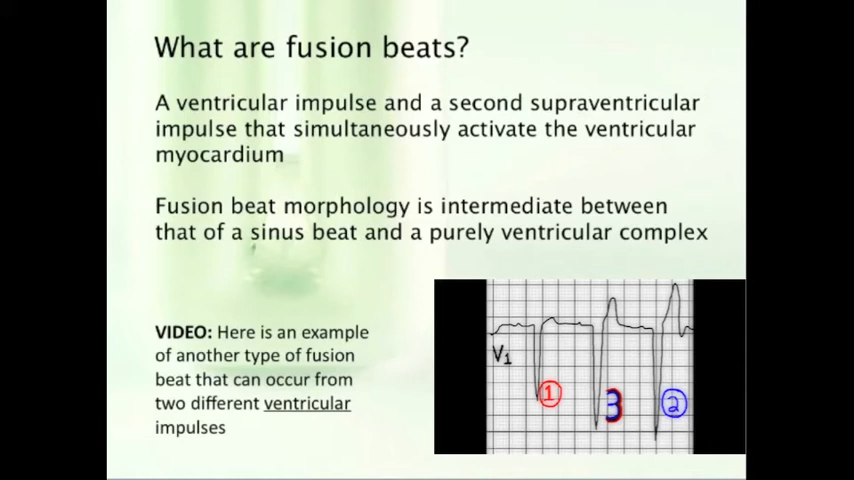 What are fusion beats?
A ventricular impulse and a second supraventricular
impulse that simultaneously activate the ventricular
myocardium
Fusion beat morphology is intermediate between
that of a sinus beat and a purely ventricular complex
VIDEO: Here is an example
of another type of fusion
beat that can occur from
two different ventricular
impulses
V1
1
3
2